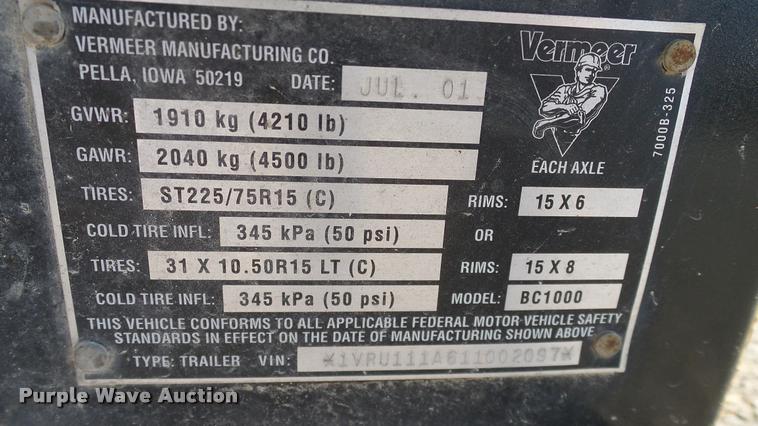 MANUFACTURED BY:
VERMEER MANUFACTURING CO.
PELLA, IOWA 50219 DATE: JUL. 01
Vermeer®
GVWR: 1910 kg (4210 lb)
7000B-325
GAWR: 2040 kg (4500 lb) EACH AXLE
TIRES: ST225/75R15 (C) RIMS: 15 X 6
COLD TIRE INFL: 345 kPa (50 psi) OR
TIRES: 31 X 10.50R15 LT (C) RIMS: 15 X 8
COLD TIRE INFL: 345 kPa (50 psi) MODEL: BC1000
THIS VEHICLE CONFORMS TO ALL APPLICABLE FEDERAL MOTOR VEHICLE SAFETY
STANDARDS IN EFFECT ON THE DATE OF MANUFACTURING SHOWN ABOVE
TYPE: TRAILER VIN: *1VRU111A611002097*
Purple Wave Auction